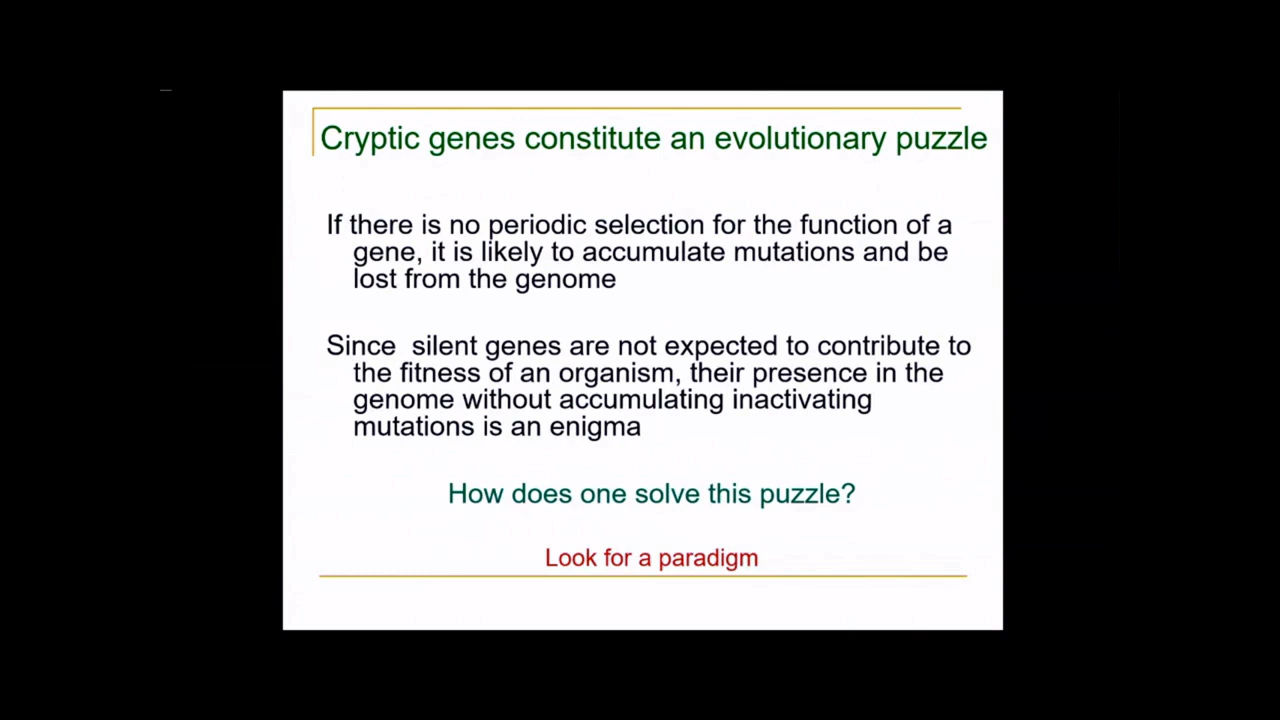 Cryptic genes constitute an evolutionary puzzle
If there is no periodic selection for the function of a
gene, it is likely to accumulate mutations and be
lost from the genome
Since  silent genes are not expected to contribute to
the fitness of an organism, their presence in the
genome without accumulating inactivating
mutations is an enigma
How does one solve this puzzle?
Look for a paradigm